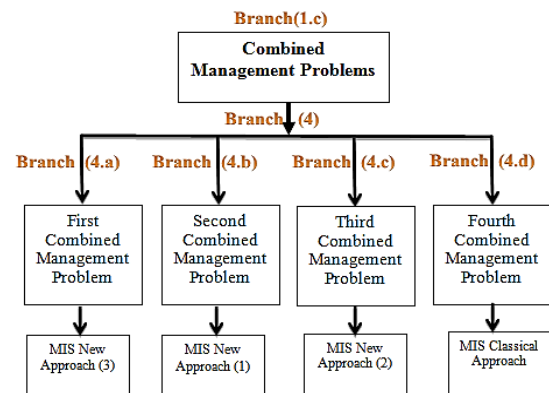 Branch(1.c)
Combined
Management Problems
Branch (4)
Branch (4.a)
Branch (4.b)
Branch (4.c)
Branch (4.d)
First
Combined
Management
Problem
Second
Combined
Management
Problem
Third
Combined
Management
Problem
Fourth
Combined
Management
Problem
MIS New
Approach (3)
MIS New
Approach (1)
MIS New
Approach (2)
MIS Classical
Approach